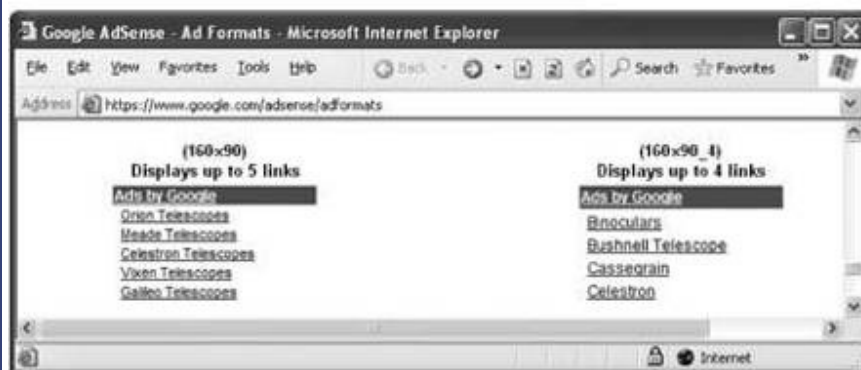 Google AdSense - Ad Formats - Microsoft Internet Explorer
File Edit View Favorites Tools Help Back Search Favorites »
Address https://www.google.com/adsense/adformats
(160x90)
Displays up to 5 links
Ads by Google
Orion Telescopes
Meade Telescopes
Celestron Telescopes
Vixen Telescopes
Galileo Telescopes
(160x90_4)
Displays up to 4 links
Ads by Google
Binoculars
Bushnell Telescope
Cassegrain
Celestron
Internet